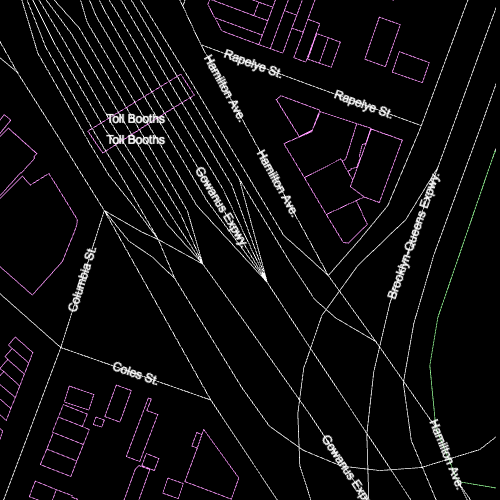 Rapelye St.
Hamilton Ave.
Rapelye St.
Toll Booths
Toll Booths
Hamilton Ave.
Gowanus Expwy.
Brooklyn-Queens Expwy.
Columbia St.
Coles St.
Hamilton Ave.
Gowanus Exp